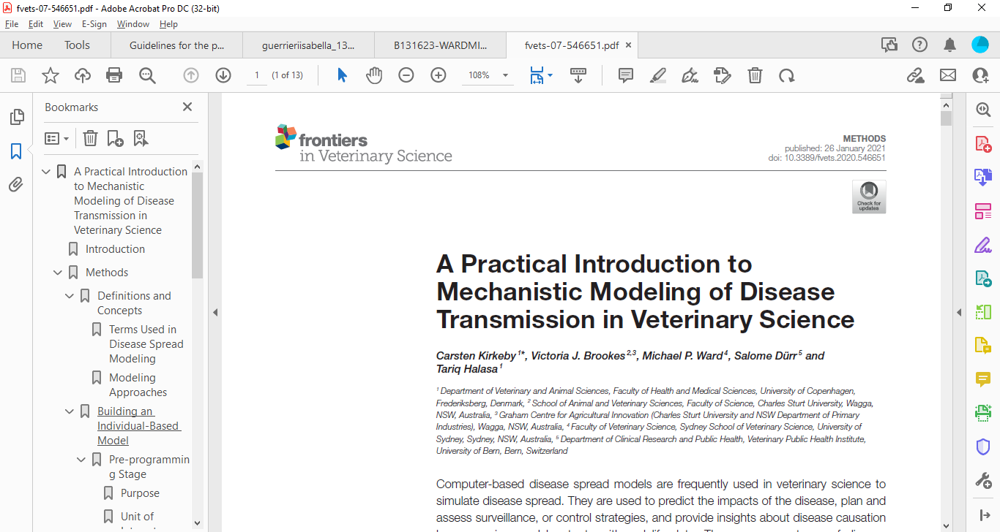 fvets-07-546651.pdf - Adobe Acrobat Pro DC (32-bit)
File Edit View E-Sign Window Help
Home Tools Guidelines for the p... guerrieriisabella_13... B131623-WARDMI... fvets-07-546651.pdf ×
1 (1 of 13) 108%
Bookmarks
A Practical Introduction
to Mechanistic
Modeling of Disease
Transmission in
Veterinary Science
Introduction
Methods
Definitions and
Concepts
Terms Used in
Disease Spread
Modeling
Modeling
Approaches
Building an
Individual-Based
Model
Pre-programmin
g Stage
Purpose
Unit of
frontiers
in Veterinary Science
METHODS
published: 26 January 2021
doi: 10.3389/fvets.2020.546651
Check for
updates
A Practical Introduction to
Mechanistic Modeling of Disease
Transmission in Veterinary Science
Carsten Kirkeby 1*, Victoria J. Brookes 2,3, Michael P. Ward 4, Salome Dürr 5 and
Tariq Halasa 1
1 Department of Veterinary and Animal Sciences, Faculty of Health and Medical Sciences, University of Copenhagen,
Frederiksberg, Denmark, 2 School of Animal and Veterinary Sciences, Faculty of Science, Charles Sturt University, Wagga,
NSW, Australia, 3 Graham Centre for Agricultural Innovation (Charles Sturt University and NSW Department of Primary
Industries), Wagga, NSW, Australia, 4 Faculty of Veterinary Science, Sydney School of Veterinary Science, University of
Sydney, Sydney, NSW, Australia, 5 Department of Clinical Research and Public Health, Veterinary Public Health Institute,
University of Bern, Bern, Switzerland
Computer-based disease spread models are frequently used in veterinary science to
simulate disease spread. They are used to predict the impacts of the disease, plan and
assess surveillance, or control strategies, and provide insights about disease causation